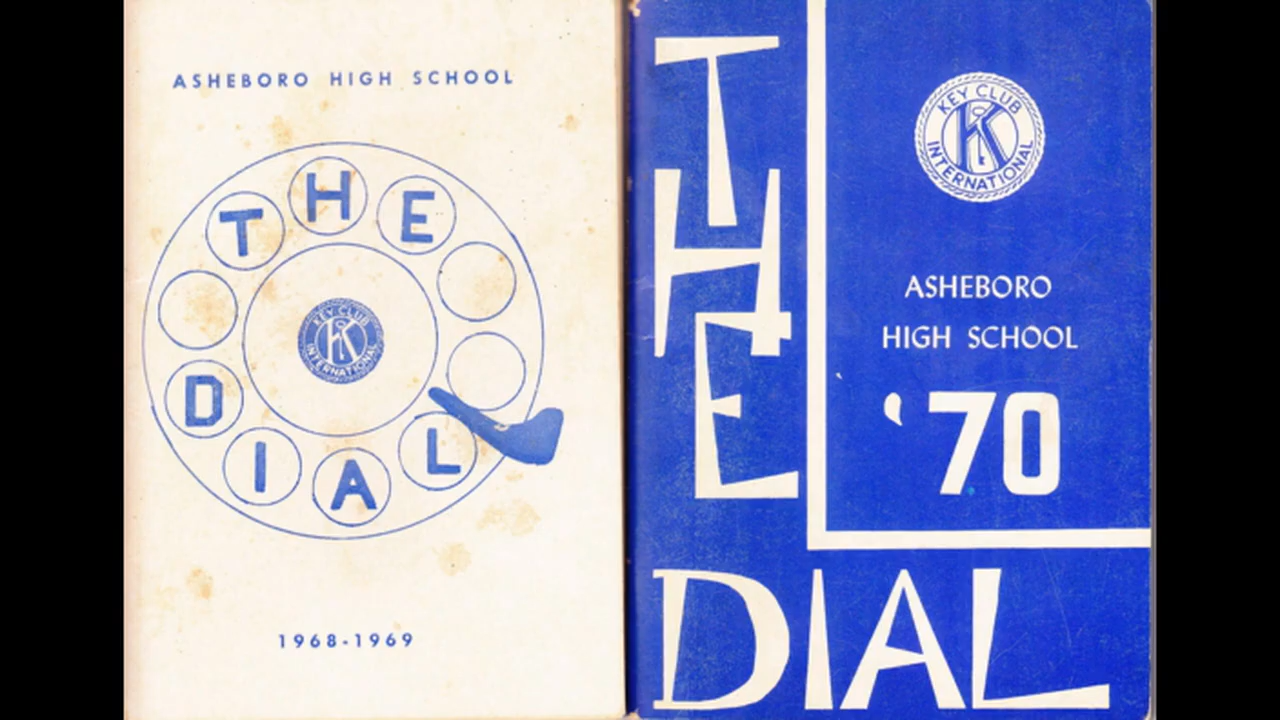 ASHEBORO HIGH SCHOOL
THE
KEY CLUB
K
INTERNATIONAL
DIAL
1968-1969
THE
KEY CLUB
K
INTERNATIONAL
ASHEBORO
HIGH SCHOOL
'70
DIAL